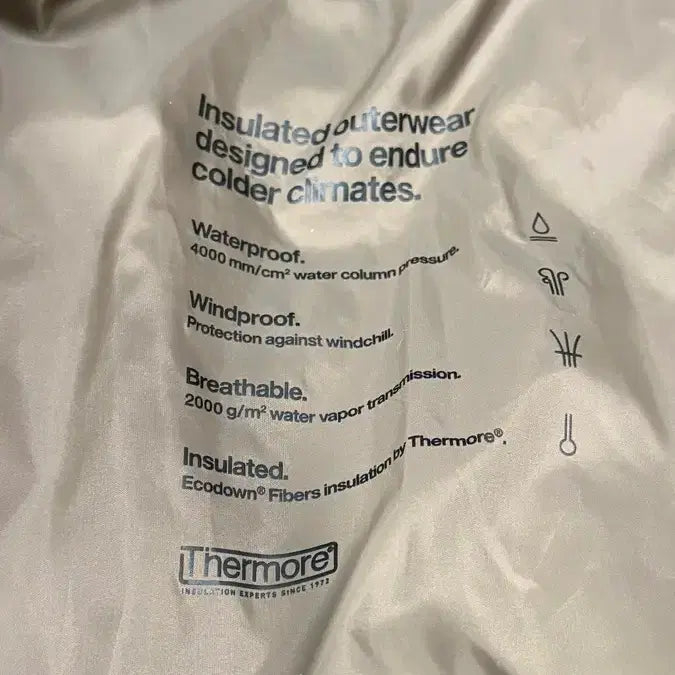 Insulated outerwear
designed to endure
colder climates.
Waterproof.
4000 mm/cm² water column pressure.
Windproof.
Protection against windchill.
Breathable.
2000 g/m² water vapor transmission.
Insulated.
Ecodown® Fibers insulation by Thermore®.
Thermore®
INSULATION EXPERTS SINCE 1972